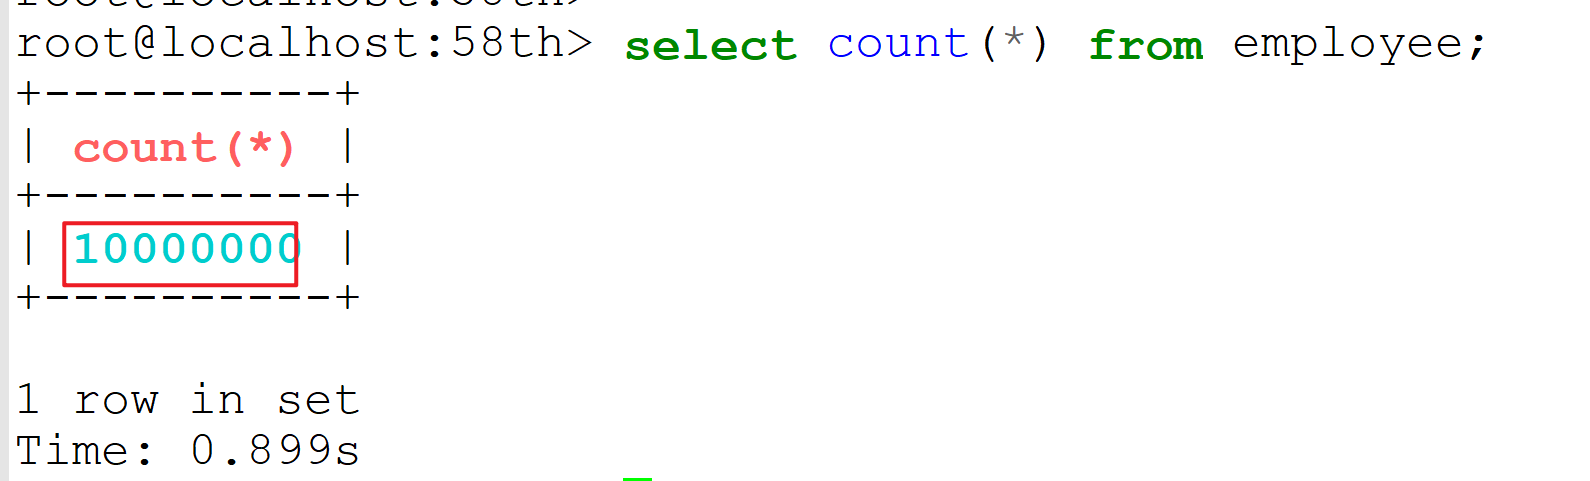 root@localhost:58th> select count(*) from employee;
+----------+
| count(*) |
+----------+
| 10000000 |
+----------+
1 row in set
Time: 0.899s